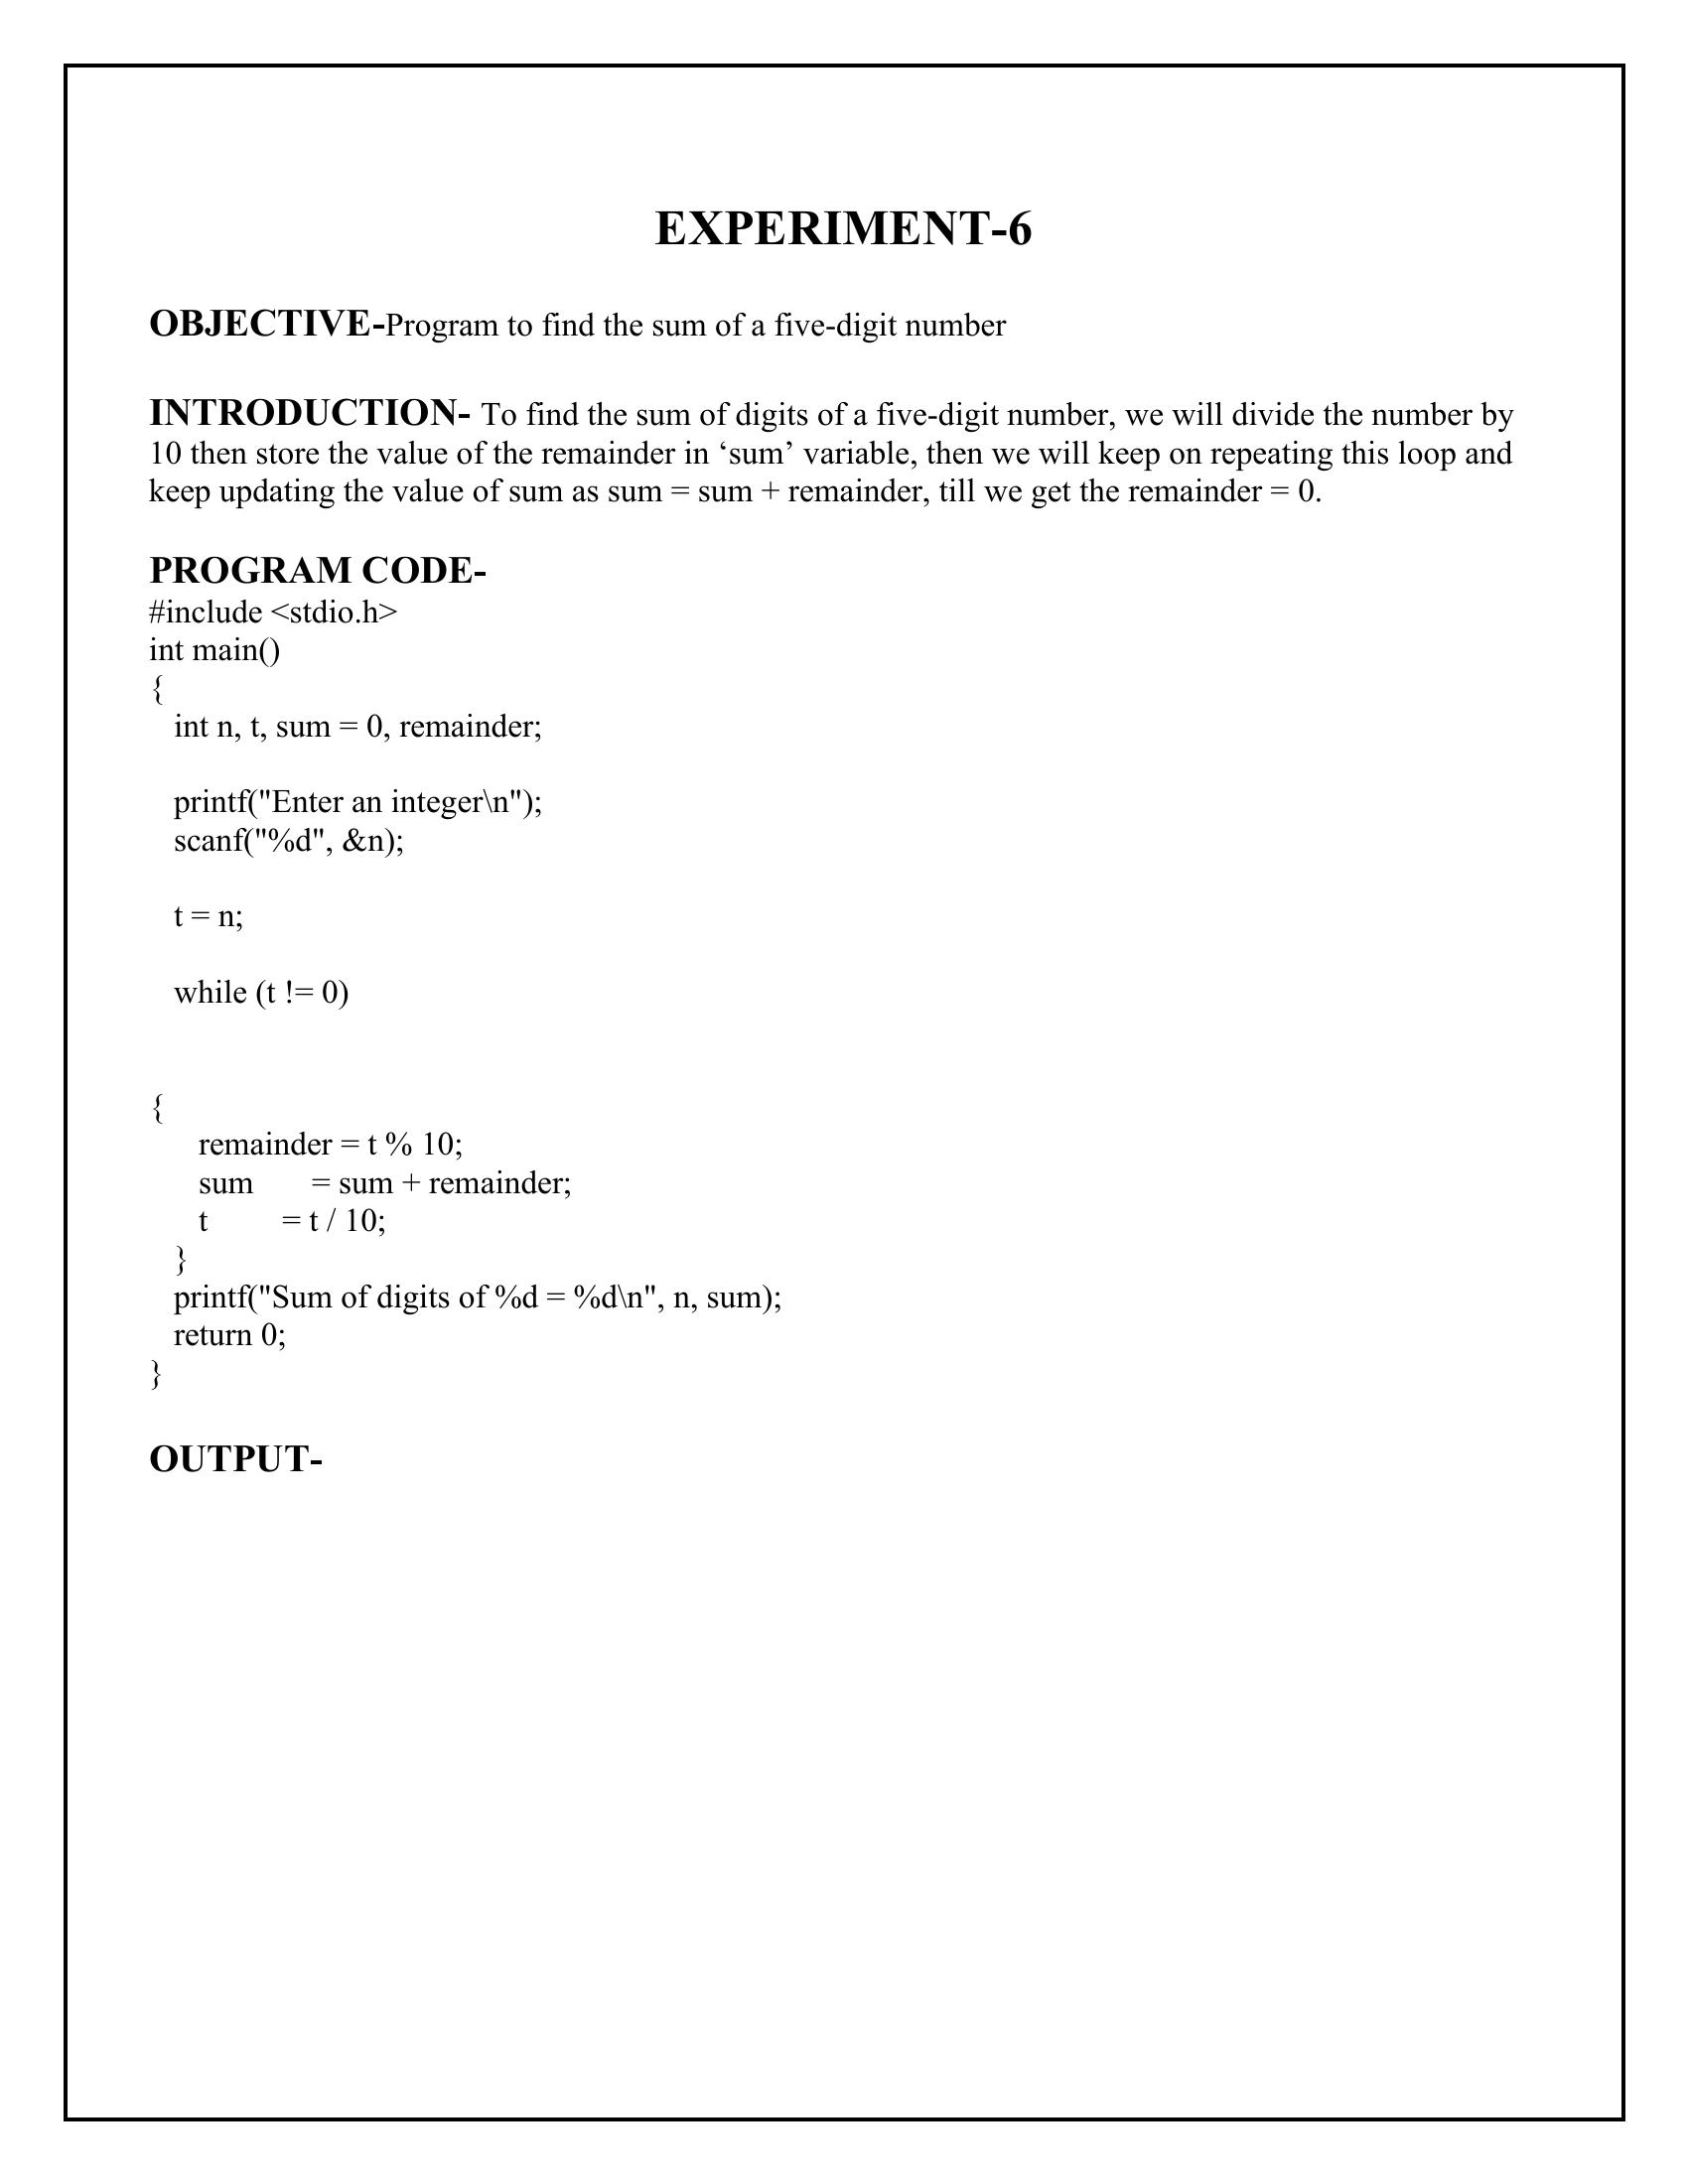 EXPERIMENT-6
OBJECTIVE-Program to find the sum of a five-digit number
INTRODUCTION- To find the sum of digits of a five-digit number, we will divide the number by
10 then store the value of the remainder in ‘sum’ variable, then we will keep on repeating this loop and
keep updating the value of sum as sum = sum + remainder, till we get the remainder = 0.
PROGRAM CODE-
#include <stdio.h>
int main()
{
int n, t, sum = 0, remainder;
printf("Enter an integer\n");
scanf("%d", &n);
t = n;
while (t != 0)
{
remainder = t % 10;
sum = sum + remainder;
t = t / 10;
}
printf("Sum of digits of %d = %d\n", n, sum);
return 0;
}
OUTPUT-